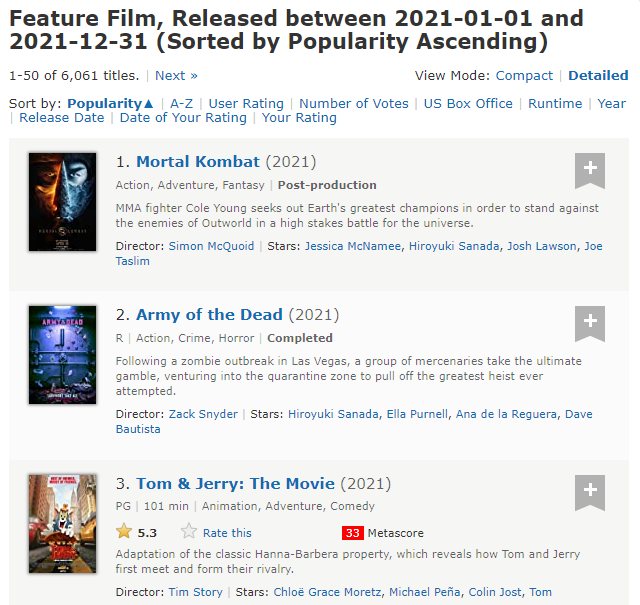 Feature Film, Released between 2021-01-01 and
2021-12-31 (Sorted by Popularity Ascending)
1-50 of 6,061 titles. | Next »
View Mode: Compact | Detailed
Sort by: Popularity▲ | A-Z | User Rating | Number of Votes | US Box Office | Runtime | Year
| Release Date | Date of Your Rating | Your Rating
1. Mortal Kombat (2021)
Action, Adventure, Fantasy | Post-production
MMA fighter Cole Young seeks out Earth's greatest champions in order to stand against
the enemies of Outworld in a high stakes battle for the universe.
Director: Simon McQuoid | Stars: Jessica McNamee, Hiroyuki Sanada, Josh Lawson, Joe
Taslim
ARMY OF THE DEAD
2. Army of the Dead (2021)
R | Action, Crime, Horror | Completed
Following a zombie outbreak in Las Vegas, a group of mercenaries take the ultimate
gamble, venturing into the quarantine zone to pull off the greatest heist ever
attempted.
Director: Zack Snyder | Stars: Hiroyuki Sanada, Ella Purnell, Ana de la Reguera, Dave
Bautista
3. Tom & Jerry: The Movie (2021)
PG | 101 min | Animation, Adventure, Comedy
5.3 Rate this 33 Metascore
Adaptation of the classic Hanna-Barbera property, which reveals how Tom and Jerry
first meet and form their rivalry.
Director: Tim Story | Stars: Chloë Grace Moretz, Michael Peña, Colin Jost, Tom